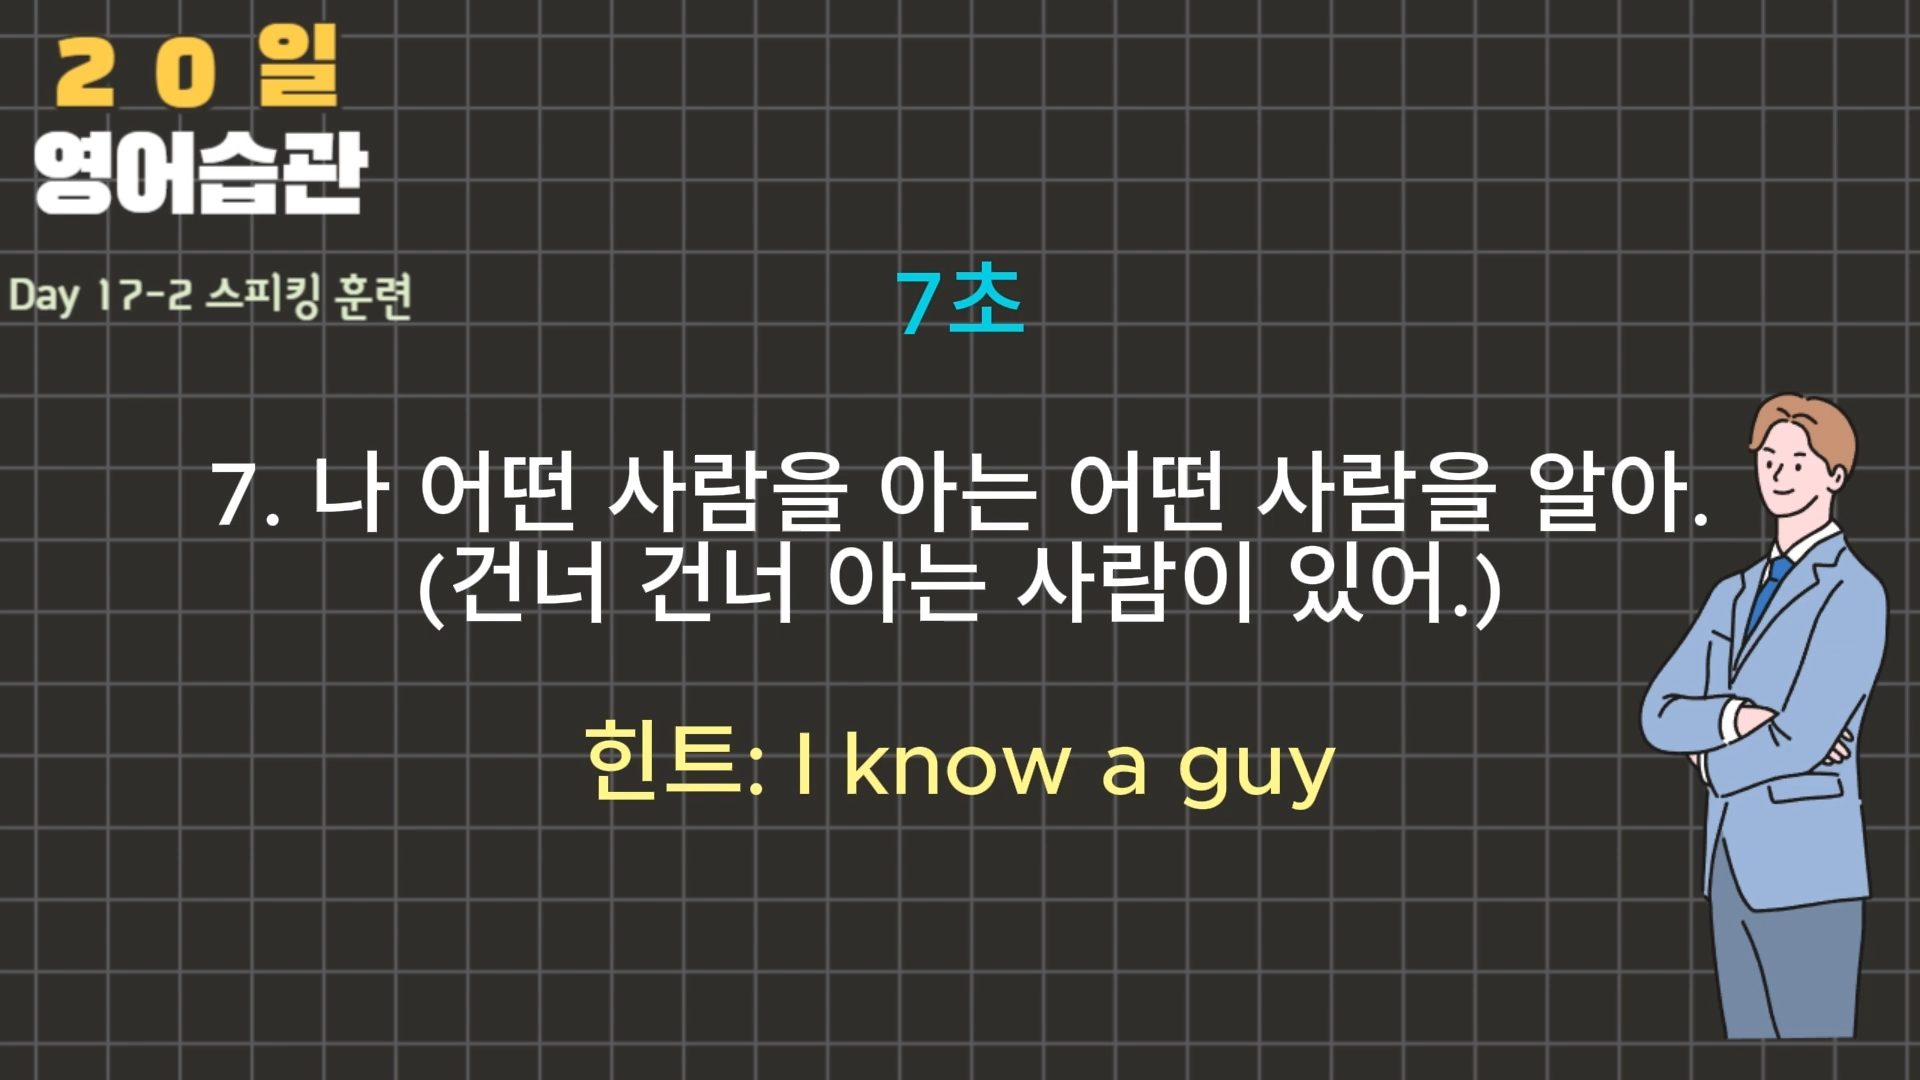 20일
영어습관
Day 17-2 스피킹 훈련
7초
7. 나 어떤 사람을 아는 어떤 사람을 알아.
(건너 건너 아는 사람이 있어.)
힌트: I know a guy